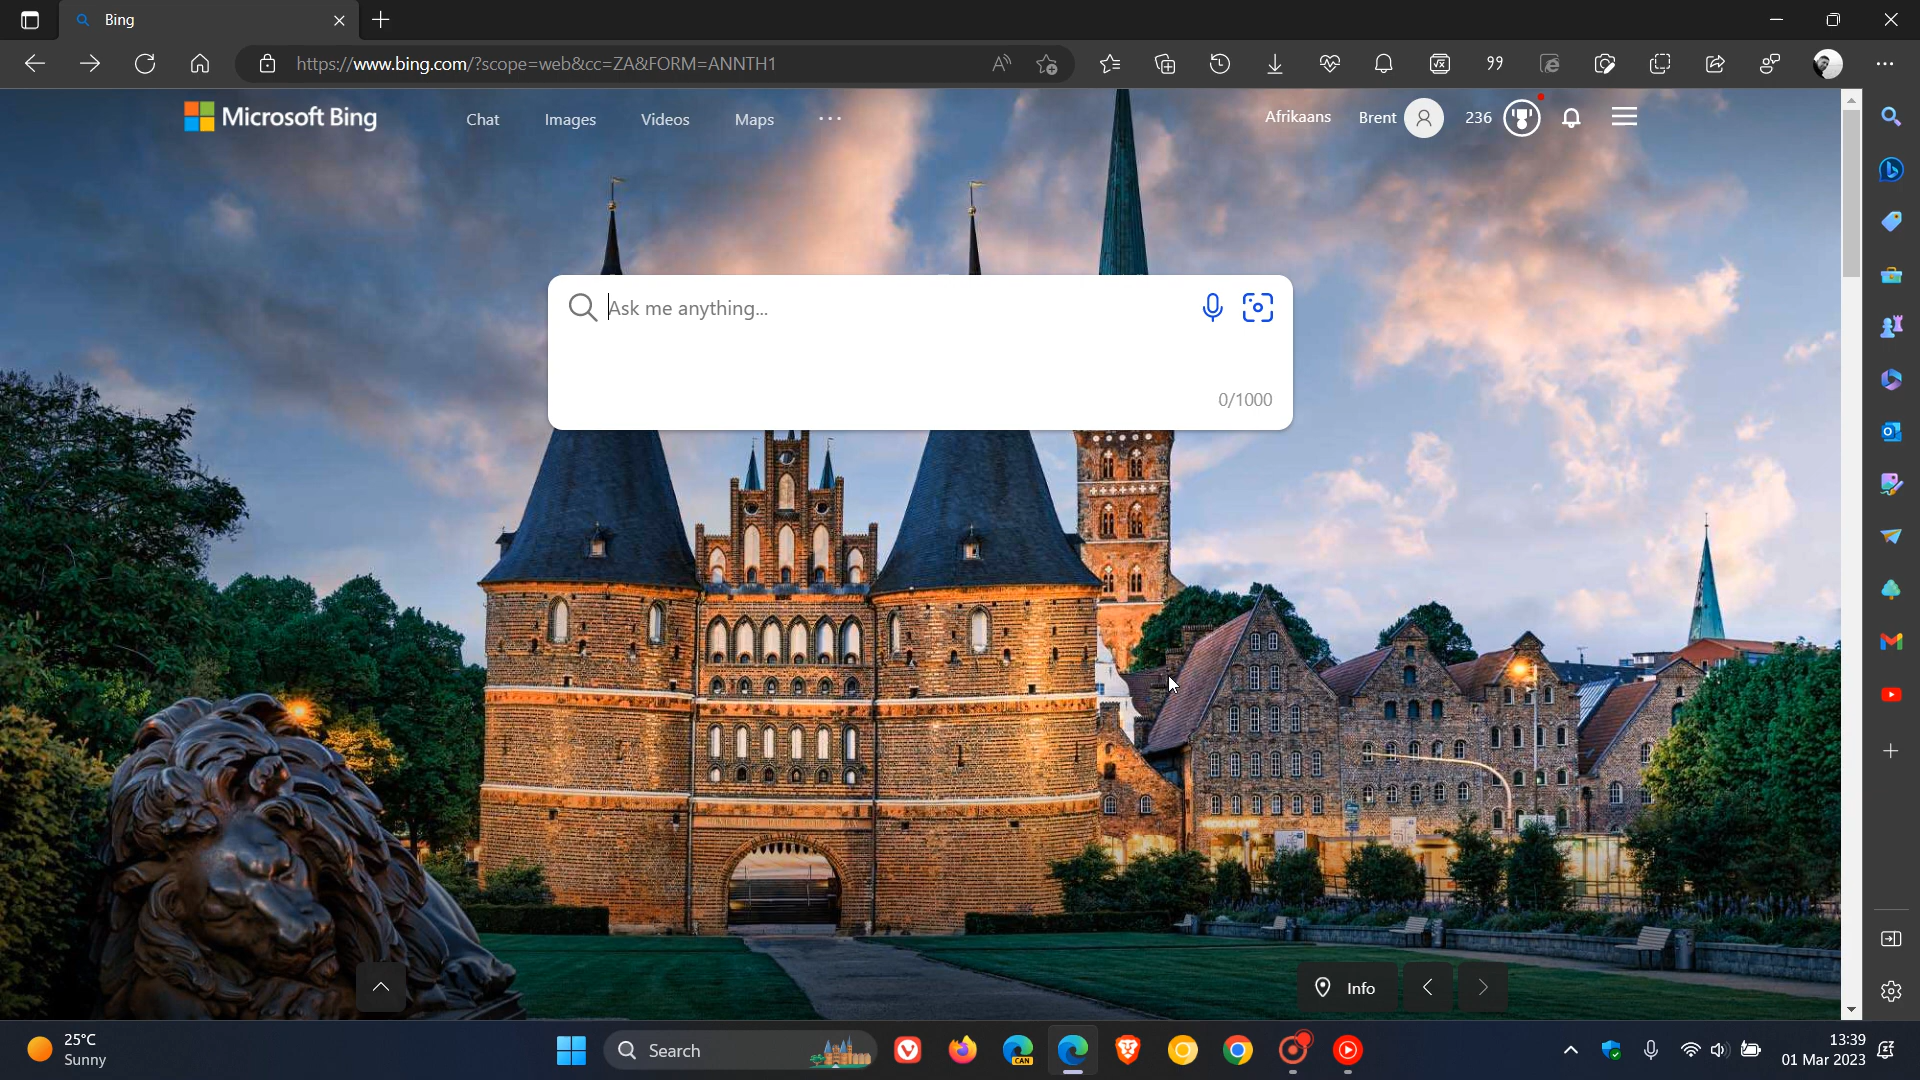 Bing
https://www.bing.com/?scope=web&cc=ZA&FORM=ANNTH1
Microsoft Bing
Chat
Images
Videos
Maps
Afrikaans
Brent
236
Ask me anything...
0/1000
Info
25°C
Sunny
Search
CAN
13:39
01 Mar 2023